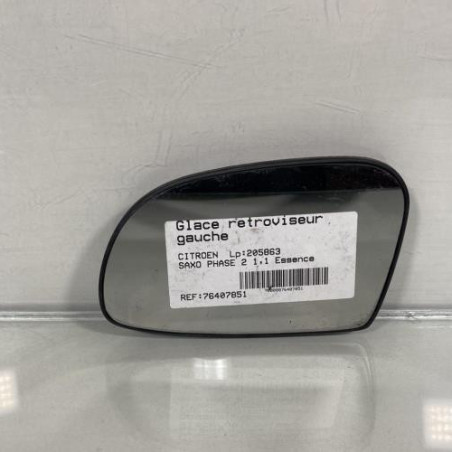 Glace retroviseur
gauche
CITROEN Lp:205863
SAXO PHASE 2 1.1 Essence
REF:76407851